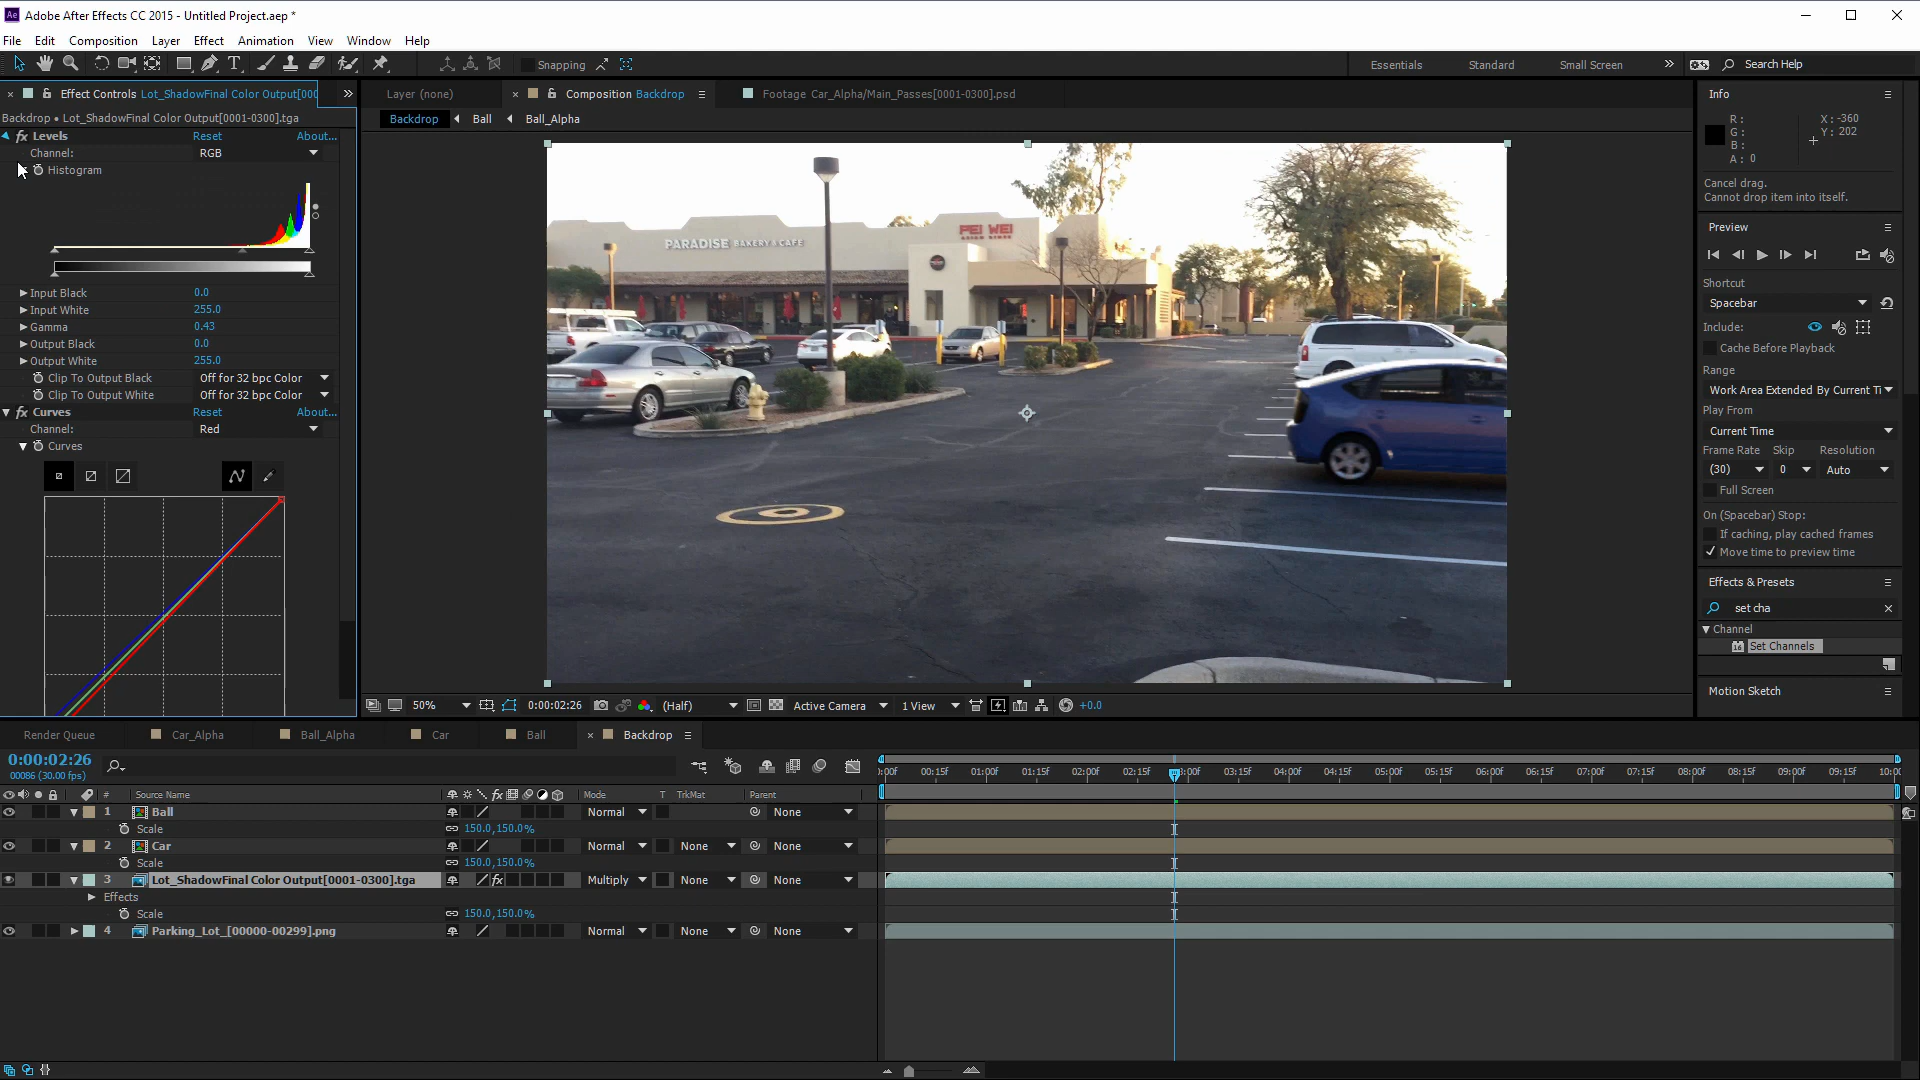 Ae Adobe After Effects CC 2015 - Untitled Project.aep *
File Edit Composition Layer Effect Animation View Window Help
T Snapping Essentials Standard Small Screen » Search Help
× Effect Controls Lot_ShadowFinal Color Output[00 »
Layer (none) × Composition Backdrop Footage Car_Alpha/Main_Passes[0001-0300].psd
Backdrop Ball Ball_Alpha
Backdrop • Lot_ShadowFinal Color Output[0001-0300].tga
fx Levels Reset About...
Channel: RGB
Histogram
Input Black 0.0
Input White 255.0
Gamma 0.43
Output Black 0.0
Output White 255.0
Clip To Output Black Off for 32 bpc Color
Clip To Output White Off for 32 bpc Color
fx Curves Reset About...
Channel: Red
Curves
PARADISE BAKERY & CAFE
PEI WEI
50% 0:00:02:26 (Half) Active Camera 1 View +0.0
Info
R: X: -360
G: Y: 202
B:
A: 0
Cancel drag.
Cannot drop item into itself.
Preview
Shortcut
Spacebar
Include:
Cache Before Playback
Range
Work Area Extended By Current Ti
Play From
Current Time
Frame Rate Skip Resolution
(30) 0 Auto
Full Screen
On (Spacebar) Stop:
If caching, play cached frames
Move time to preview time
Effects & Presets
set cha ×
Channel
16 Set Channels
Motion Sketch
Render Queue Car_Alpha Ball_Alpha Car Ball × Backdrop
0:00:02:26
00086 (30.00 fps)
:00f 00:15f 01:00f 01:15f 02:00f 02:15f 3:00f 03:15f 04:00f 04:15f 05:00f 05:15f 06:00f 06:15f 07:00f 07:15f 08:00f 08:15f 09:00f 09:15f 10:0
# Source Name fx Mode T TrkMat Parent
1 Ball Normal None
Scale 150.0,150.0%
2 Car Normal None None
Scale 150.0,150.0%
3 Lot_ShadowFinal Color Output[0001-0300].tga fx Multiply None None
Effects
Scale 150.0,150.0%
4 Parking_Lot_[00000-00299].png Normal None None